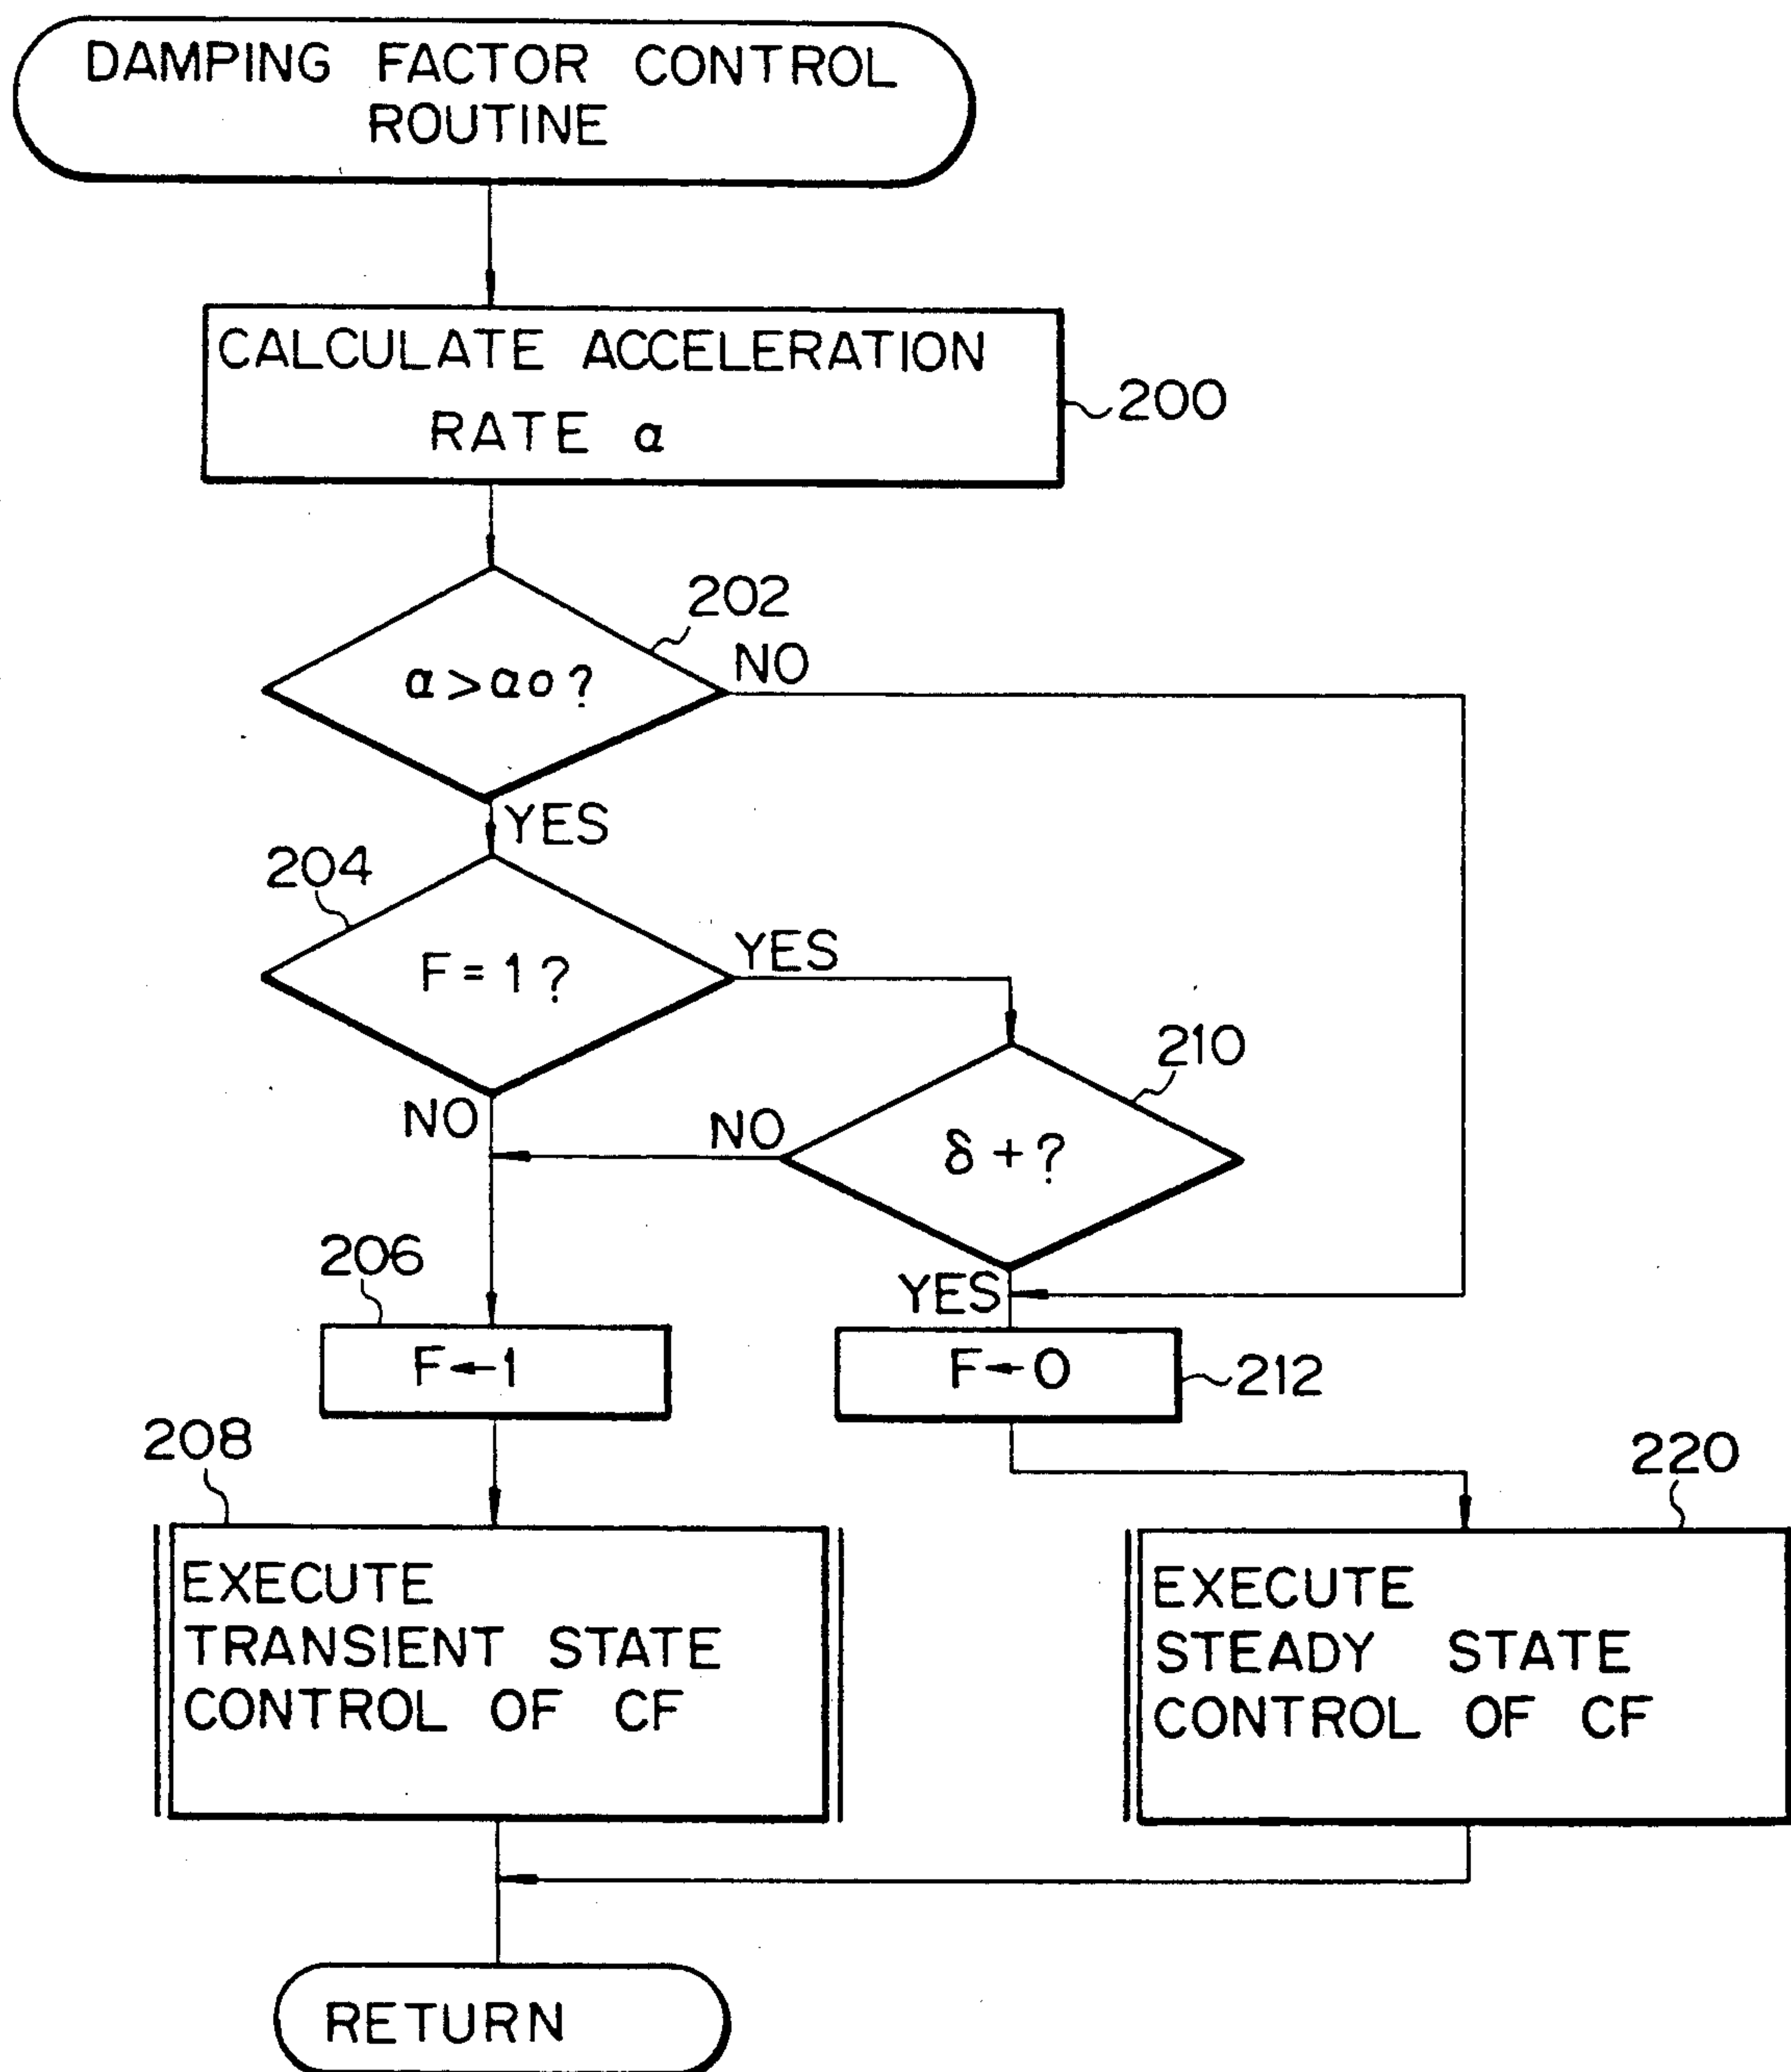 DAMPING FACTOR CONTROL
ROUTINE
CALCULATE ACCELERATION
RATE α
200
202
α > αo ?
NO
YES
204
F = 1 ?
YES
NO
210
δ + ?
NO
YES
206
F ← 1
F ← 0
212
208
EXECUTE
TRANSIENT STATE
CONTROL OF CF
220
EXECUTE
STEADY STATE
CONTROL OF CF
RETURN